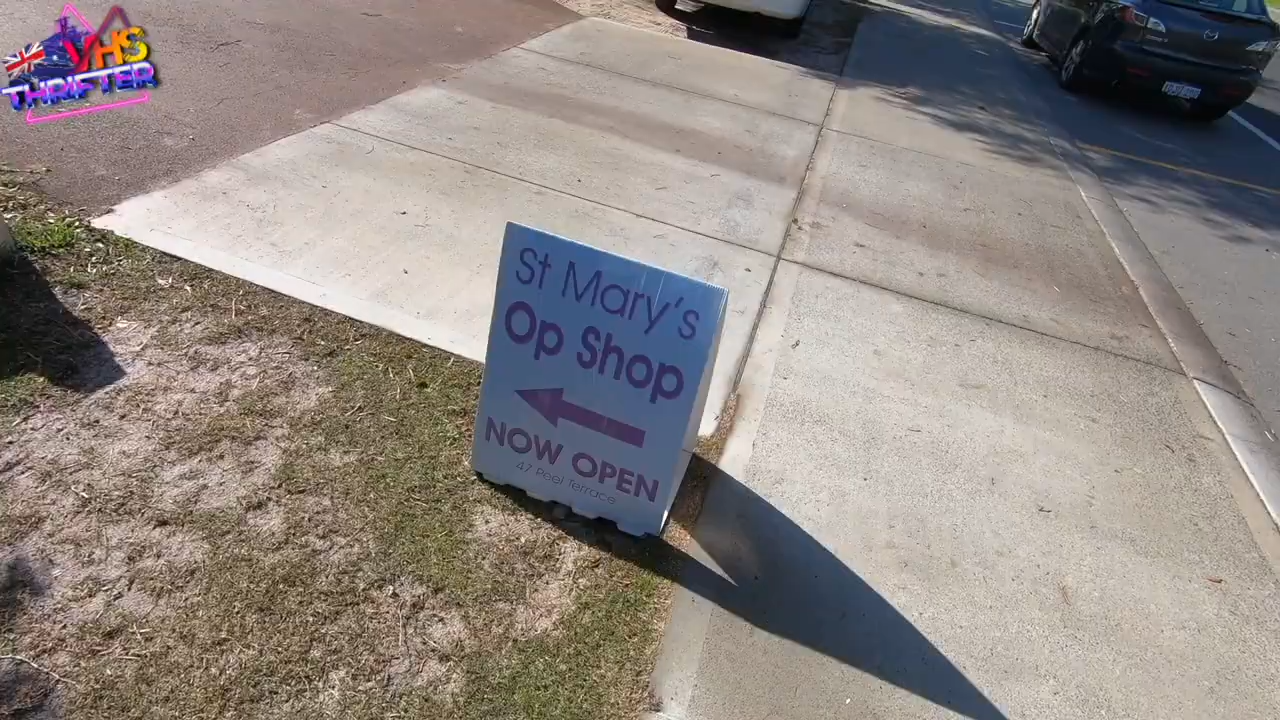 VHS
THRIFTER
St Mary's
Op Shop
NOW OPEN
47 Peel Terrace